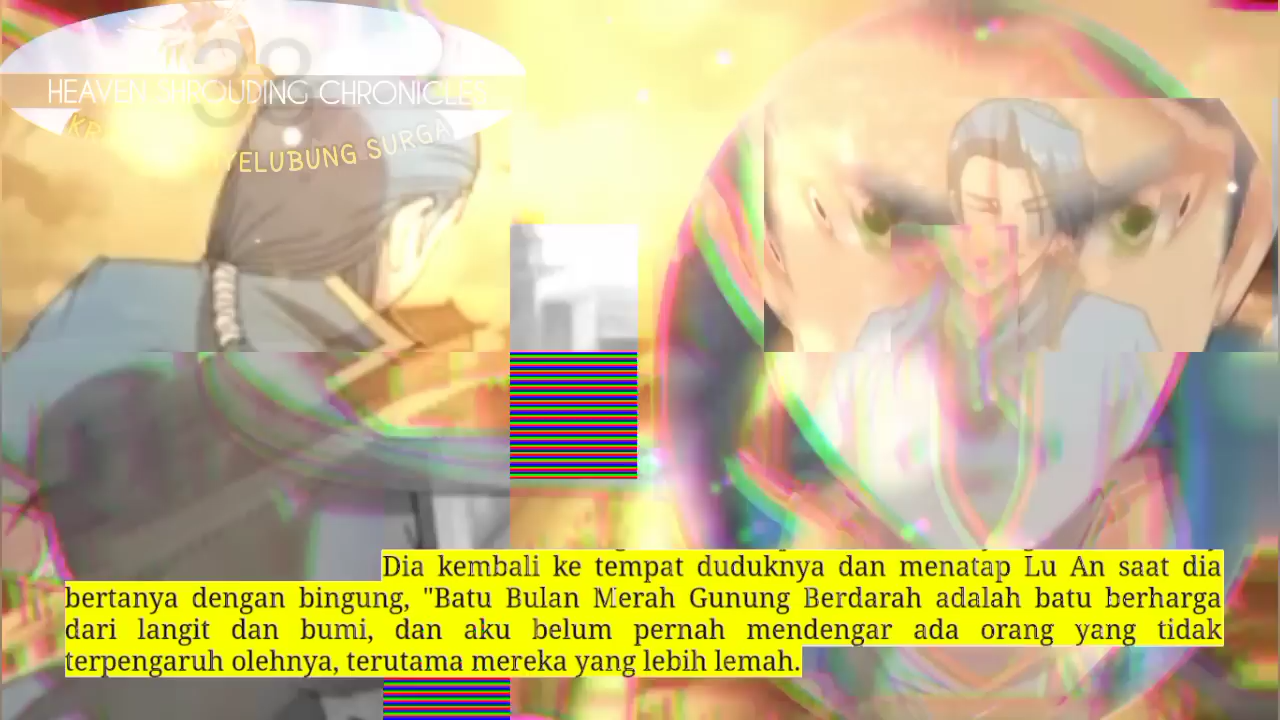 38
HEAVEN SHROUDING CHRONICLES
YELUBUNG SURGA
Dia kembali ke tempat duduknya dan menatap Lu An saat dia
bertanya dengan bingung, "Batu Bulan Merah Gunung Berdarah adalah batu berharga
dari langit dan bumi, dan aku belum pernah mendengar ada orang yang tidak
terpengaruh olehnya, terutama mereka yang lebih lemah.